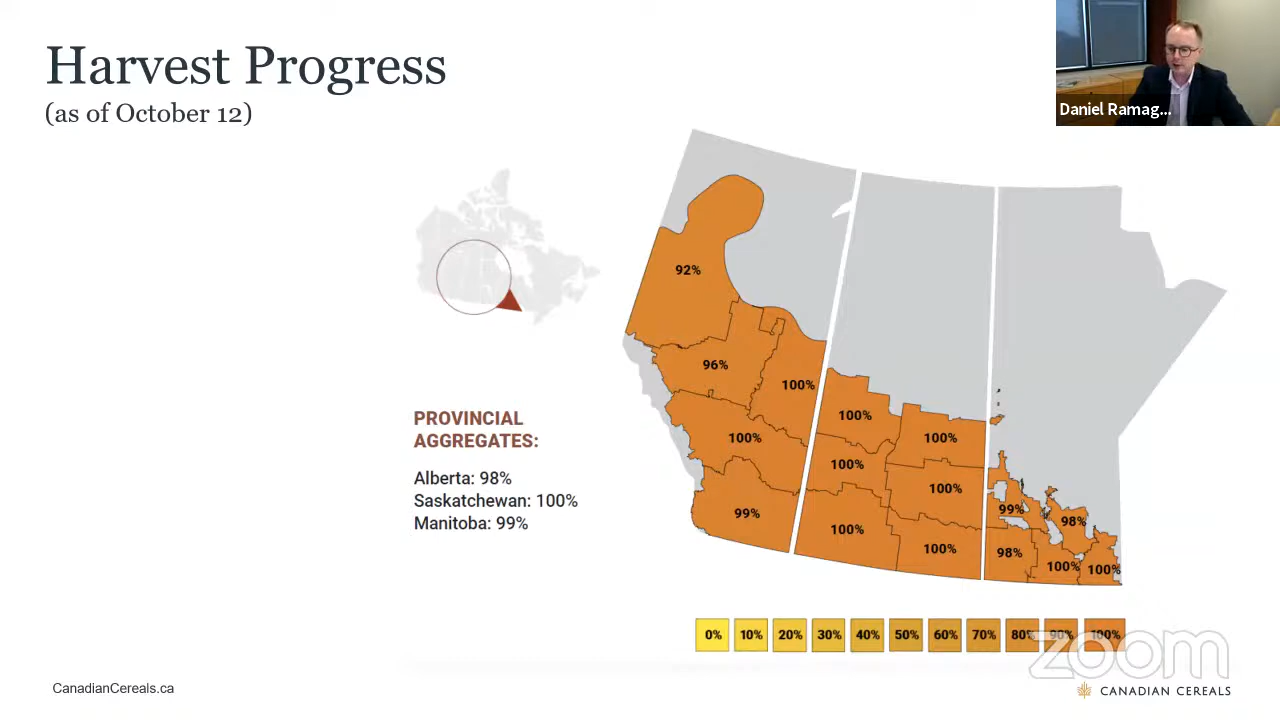 Harvest Progress
(as of October 12)
Daniel Ramag...
92%
96%
100%
100%
99%
100%
100%
100%
100%
100%
100%
99%
98%
98%
100%
100%
PROVINCIAL
AGGREGATES:
Alberta: 98%
Saskatchewan: 100%
Manitoba: 99%
0% 10% 20% 30% 40% 50% 60% 70% 80% 90% 100%
zoom
CanadianCereals.ca
CANADIAN CEREALS